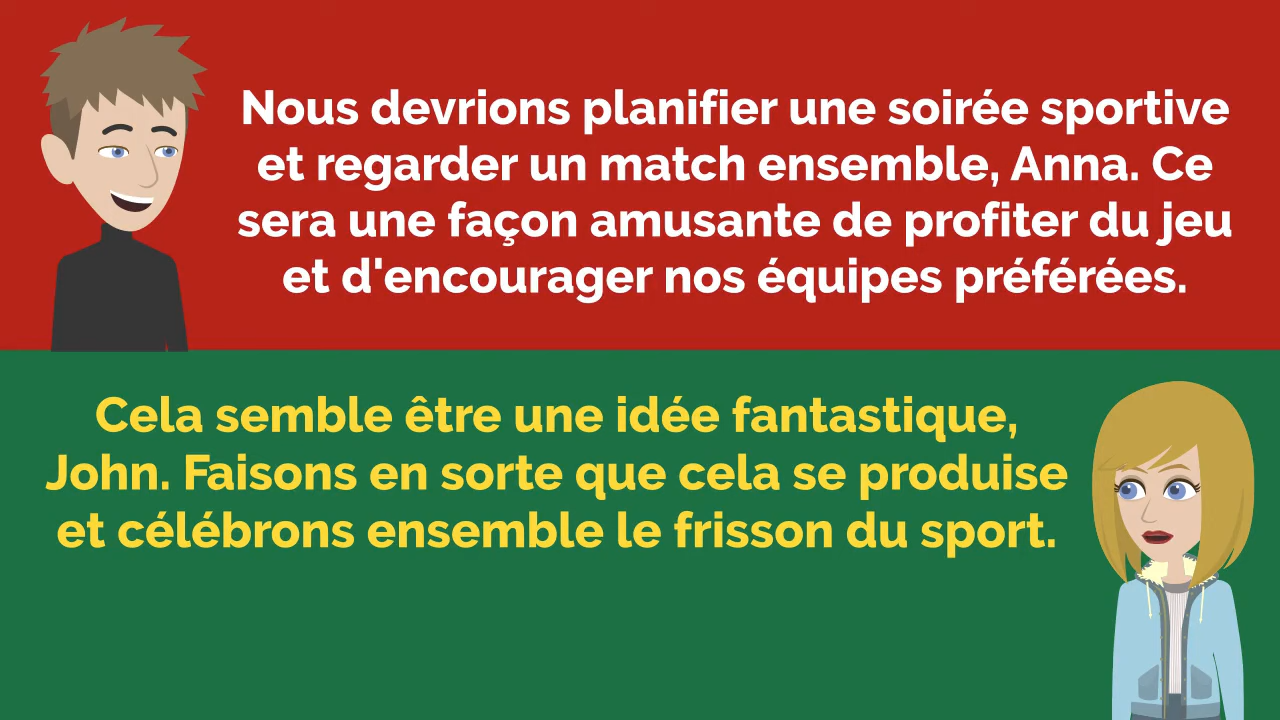 Nous devrions planifier une soirée sportive
et regarder un match ensemble, Anna. Ce
sera une façon amusante de profiter du jeu
et d'encourager nos équipes préférées.
Cela semble être une idée fantastique,
John. Faisons en sorte que cela se produise
et célébrons ensemble le frisson du sport.